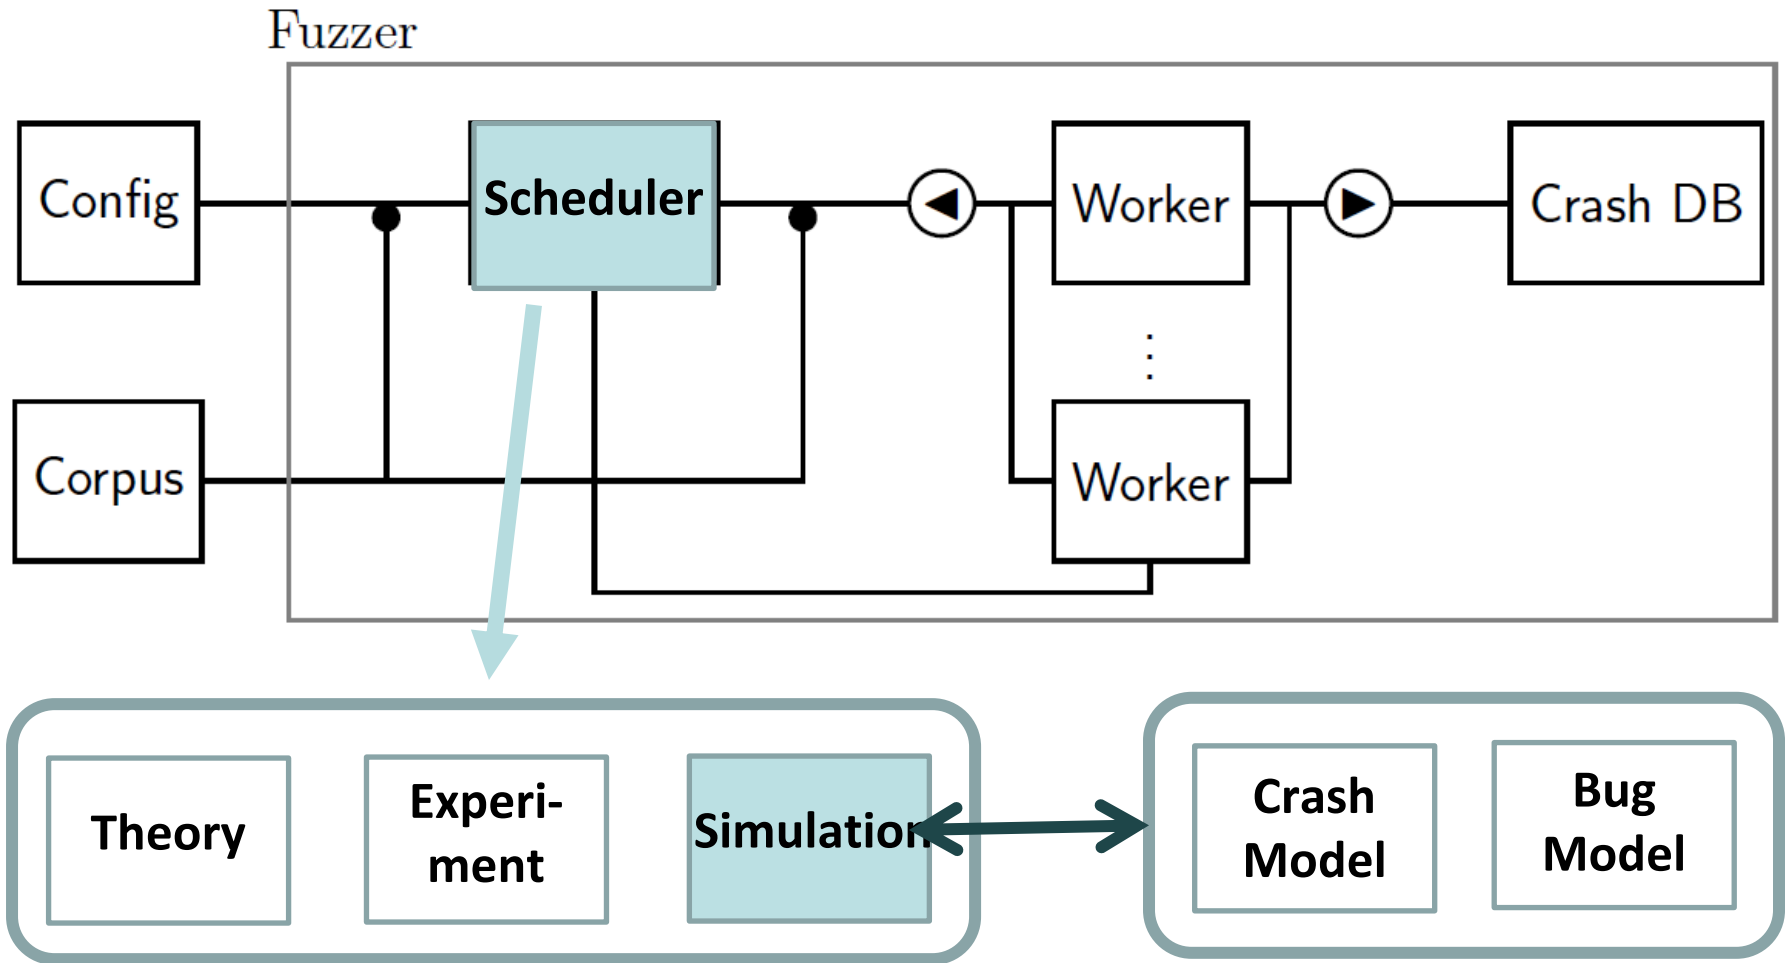 Fuzzer
Config
Scheduler
Worker
Crash DB
Corpus
Worker
Theory
Experi-
ment
Simulation
Crash
Model
Bug
Model